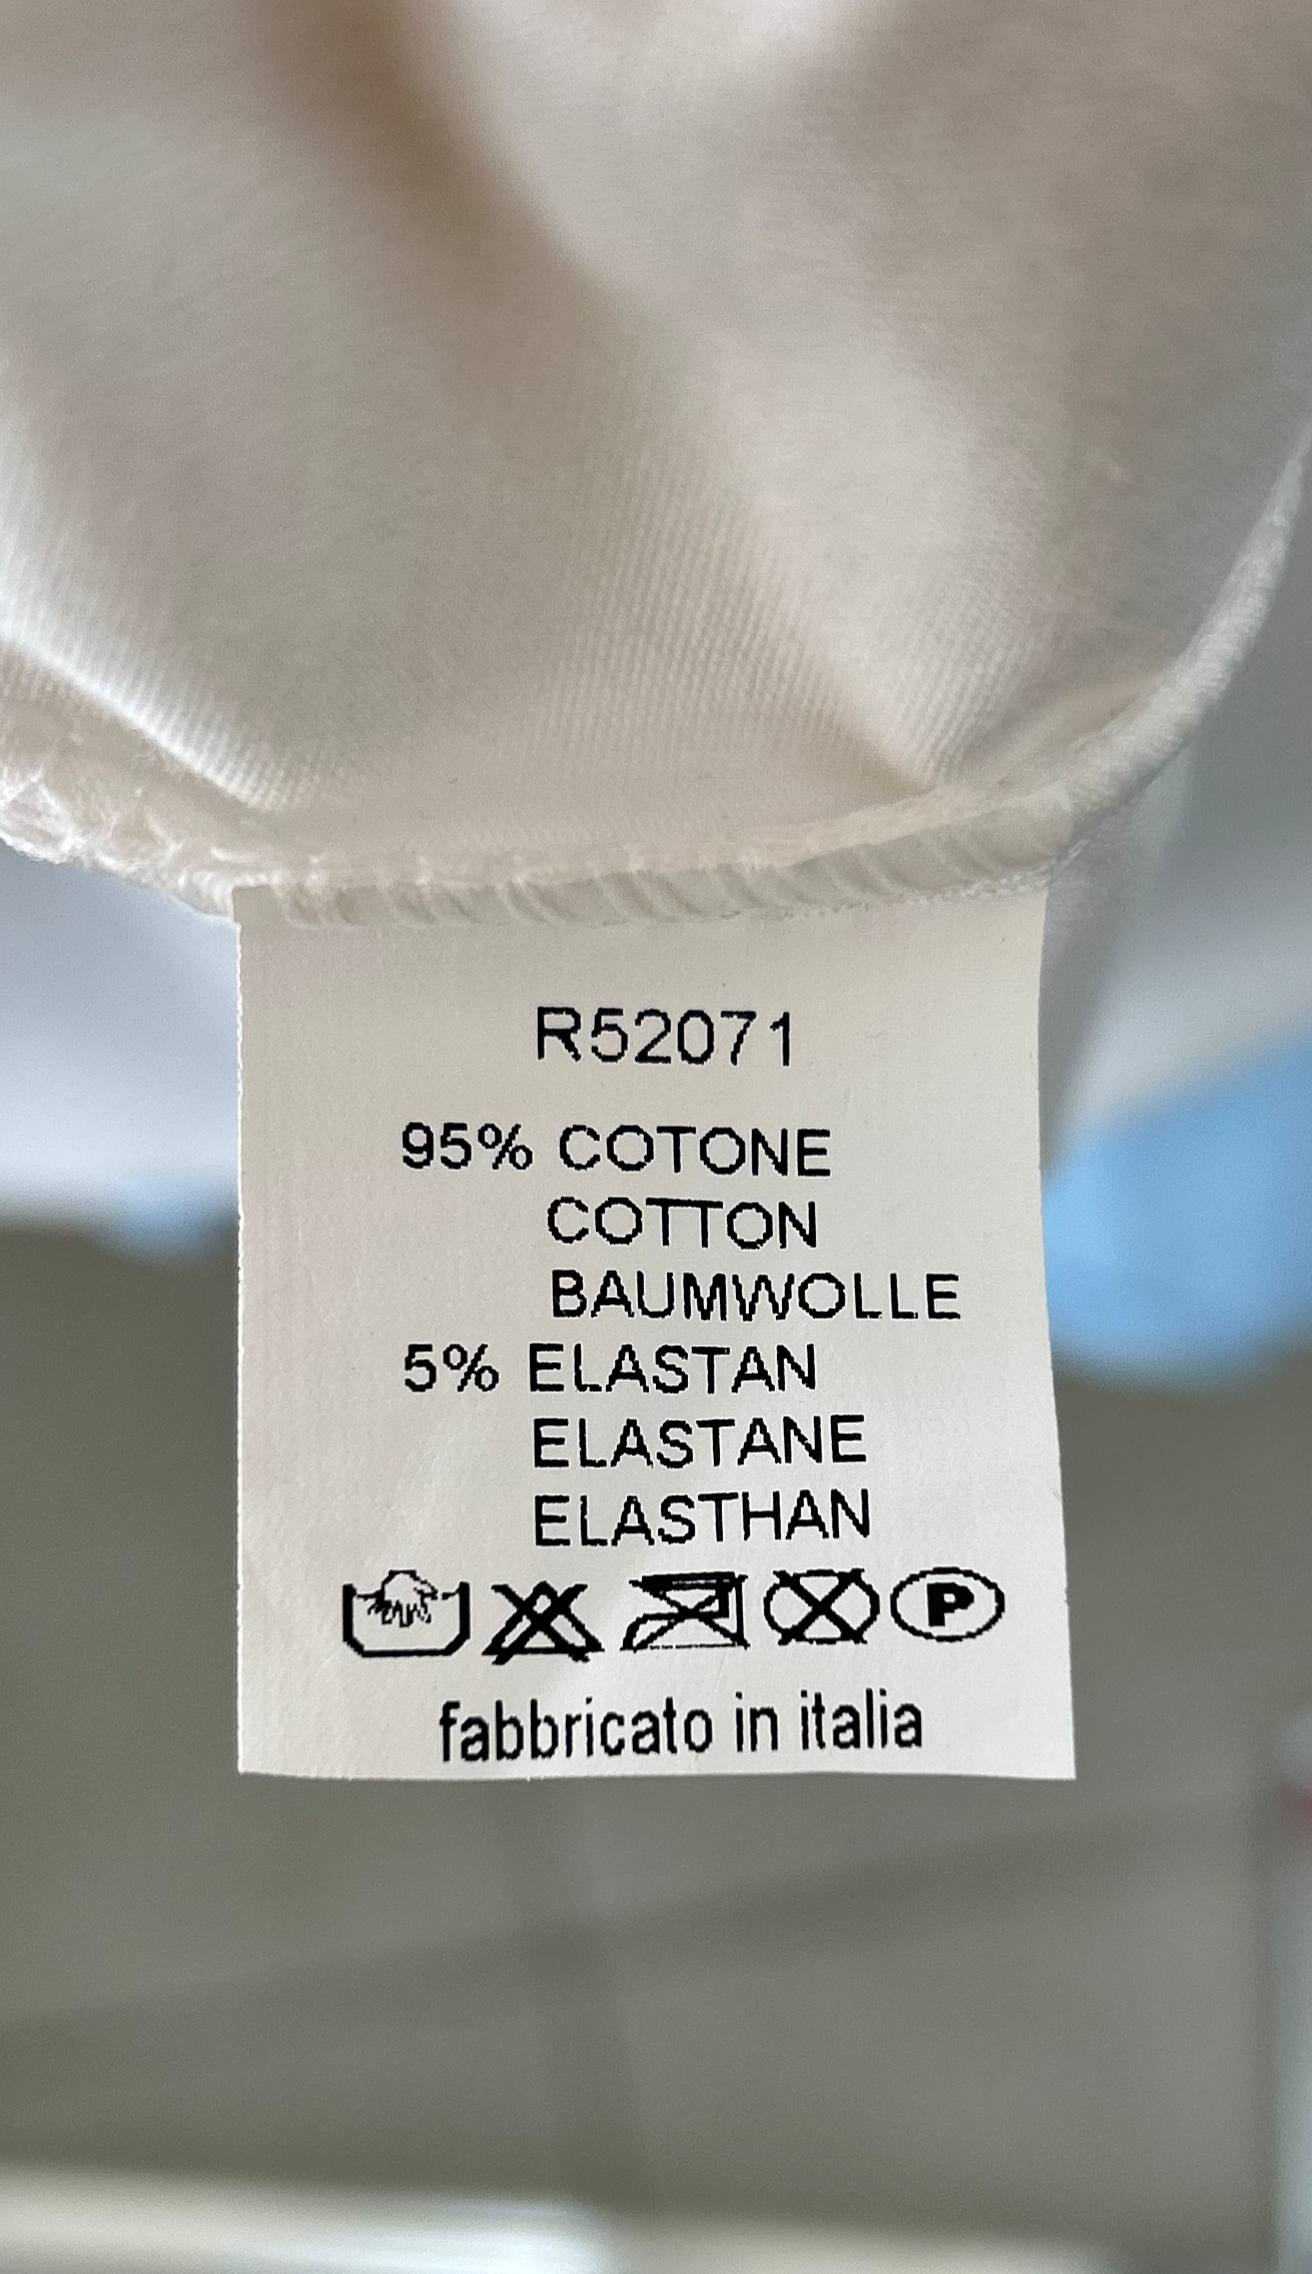 R52071
95% COTONE
COTTON
BAUMWOLLE
5% ELASTAN
ELASTANE
ELASTHAN
P
fabbricato in italia